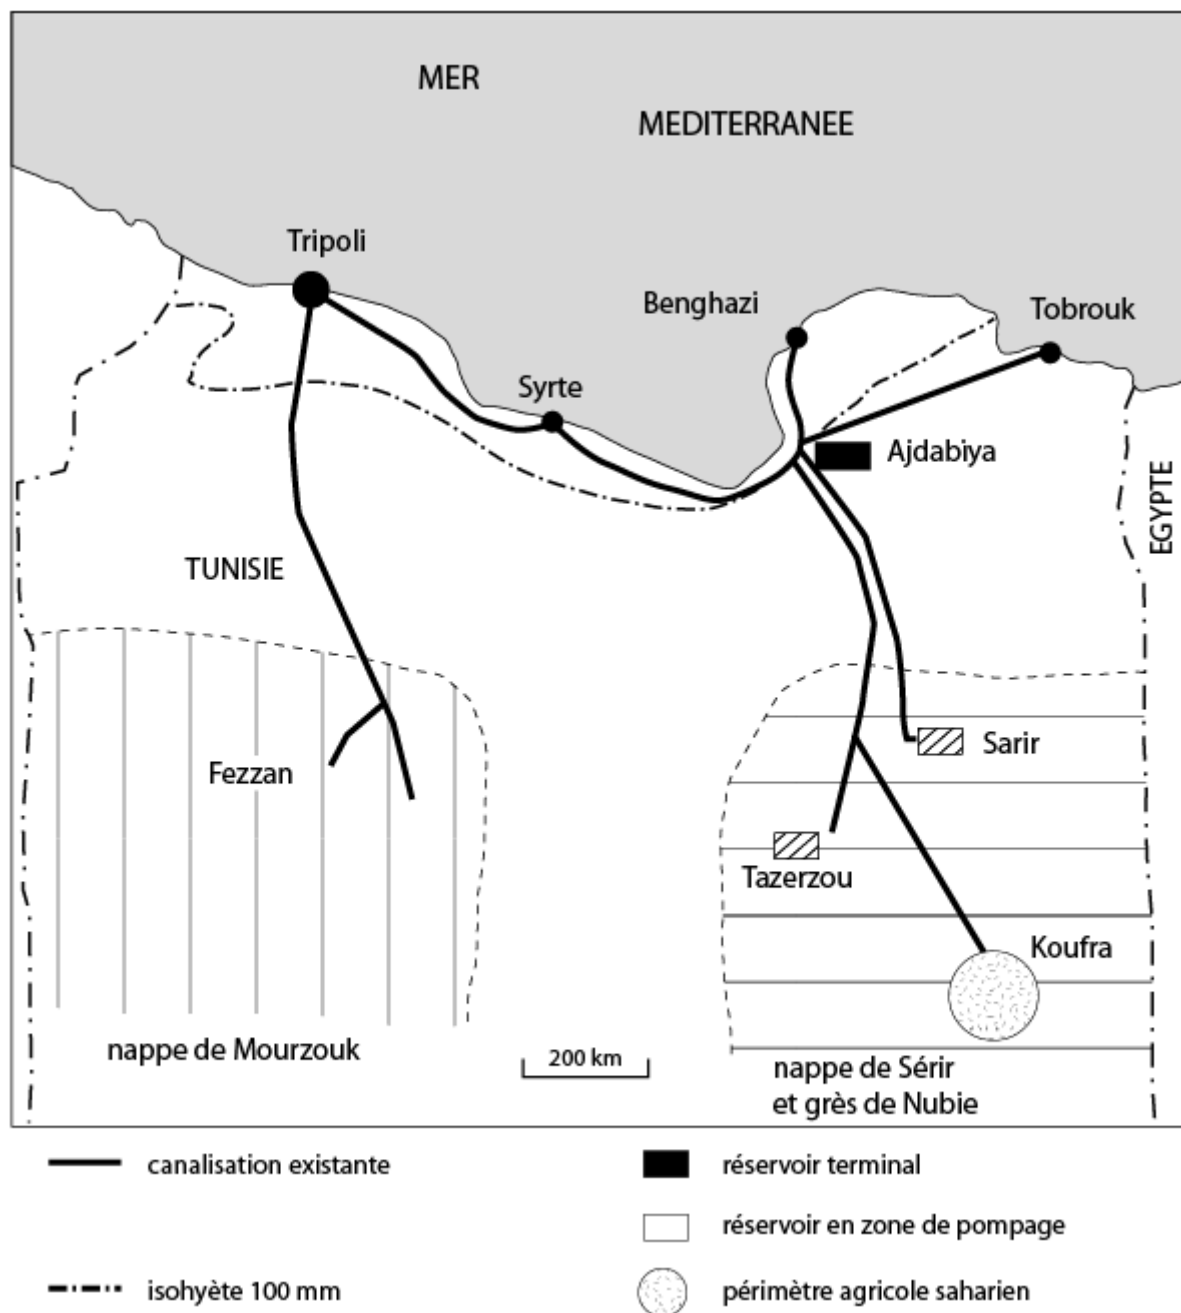 MER
MEDITERRANEE
Tripoli
Benghazi
Tobrouk
Syrte
Ajdabiya
EGYPTE
TUNISIE
Fezzan
Sarir
Tazerzou
Koufra
nappe de Mourzouk
200 km
nappe de Sérir
et grès de Nubie
canalisation existante
réservoir terminal
réservoir en zone de pompage
isohyète 100 mm
périmètre agricole saharien